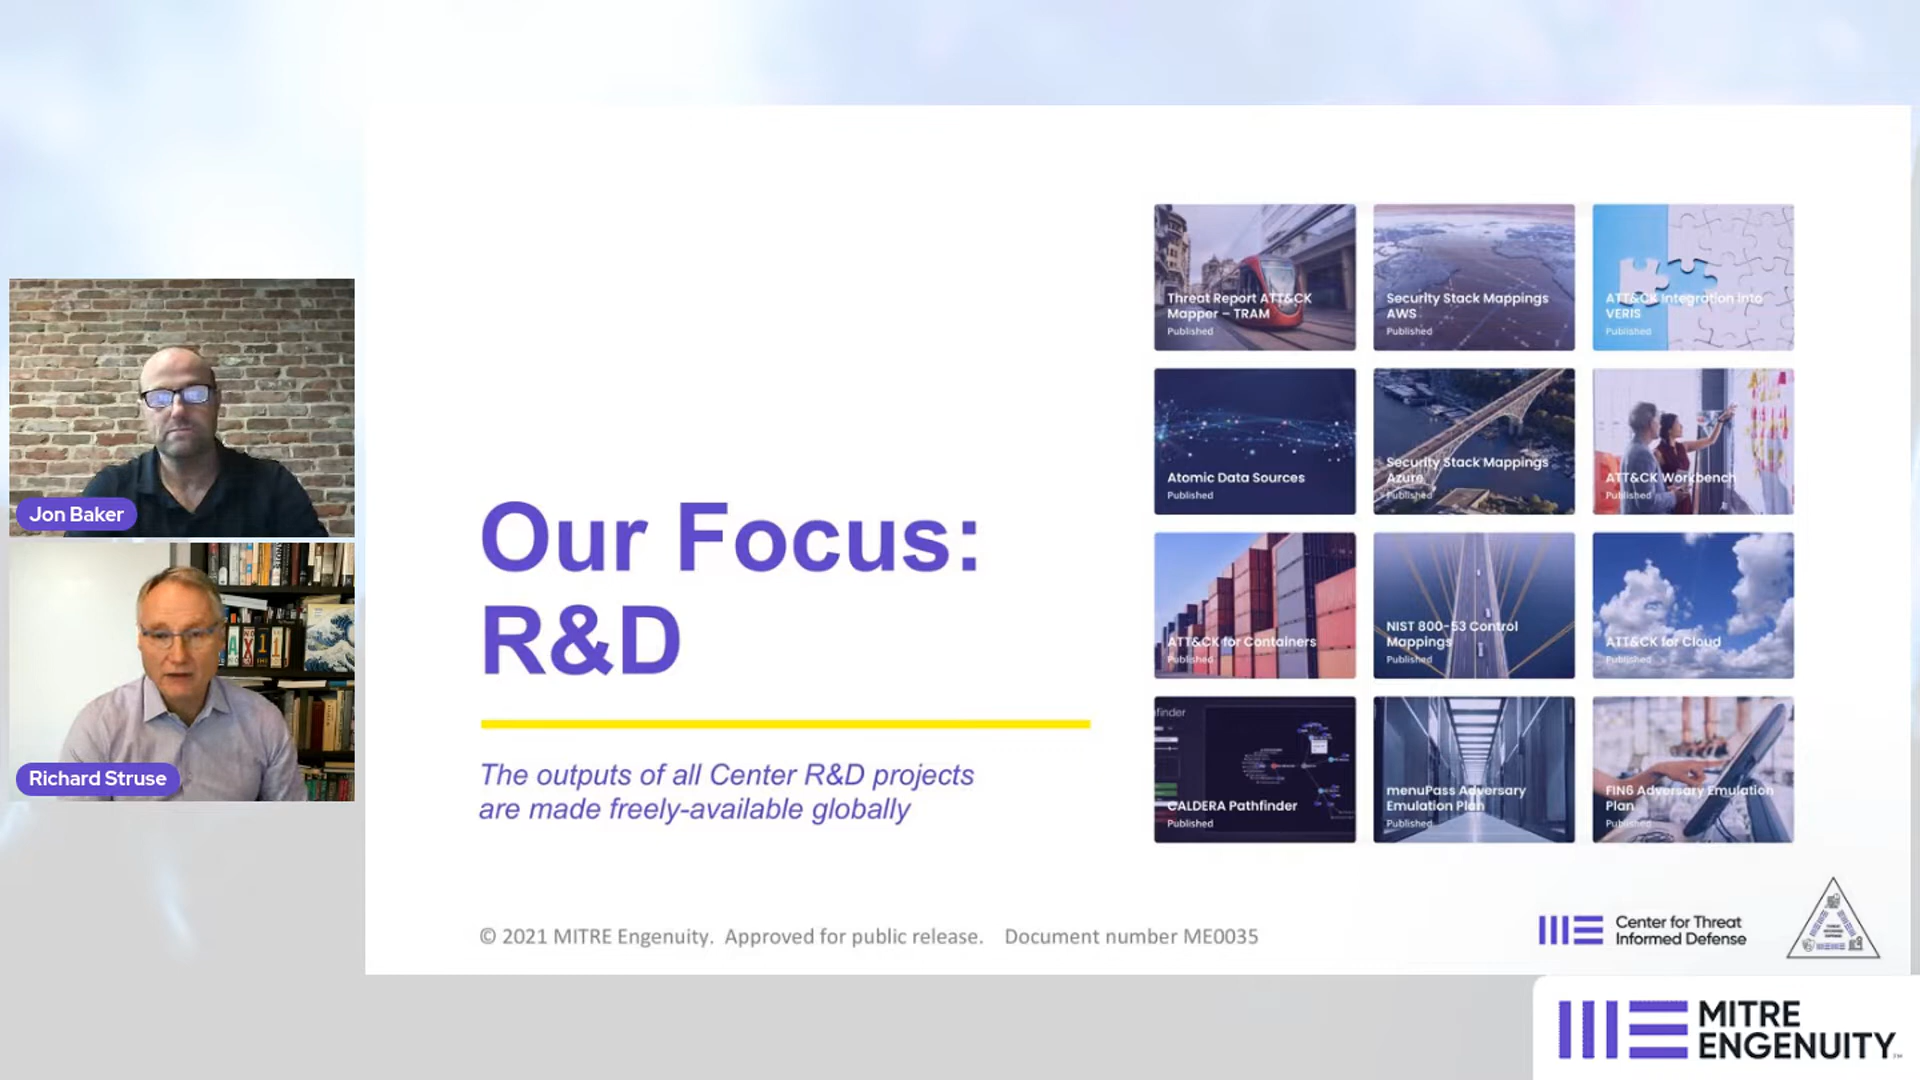 Jon Baker
Richard Struse
Our Focus:
R&D
The outputs of all Center R&D projects
are made freely-available globally
Threat Report ATT&CK
Mapper – TRAM
Published
Security Stack Mappings
AWS
Published
ATT&CK Integration into
VERIS
Published
Atomic Data Sources
Published
Security Stack Mappings
Azure
Published
ATT&CK Workbench
Published
ATT&CK for Containers
Published
NIST 800-53 Control
Mappings
Published
ATT&CK for Cloud
Published
CALDERA Pathfinder
Published
menuPass Adversary
Emulation Plan
Published
FIN6 Adversary Emulation
Plan
Published
© 2021 MITRE Engenuity. Approved for public release. Document number ME0035
Center for Threat
Informed Defense
MITRE
ENGENUITY™